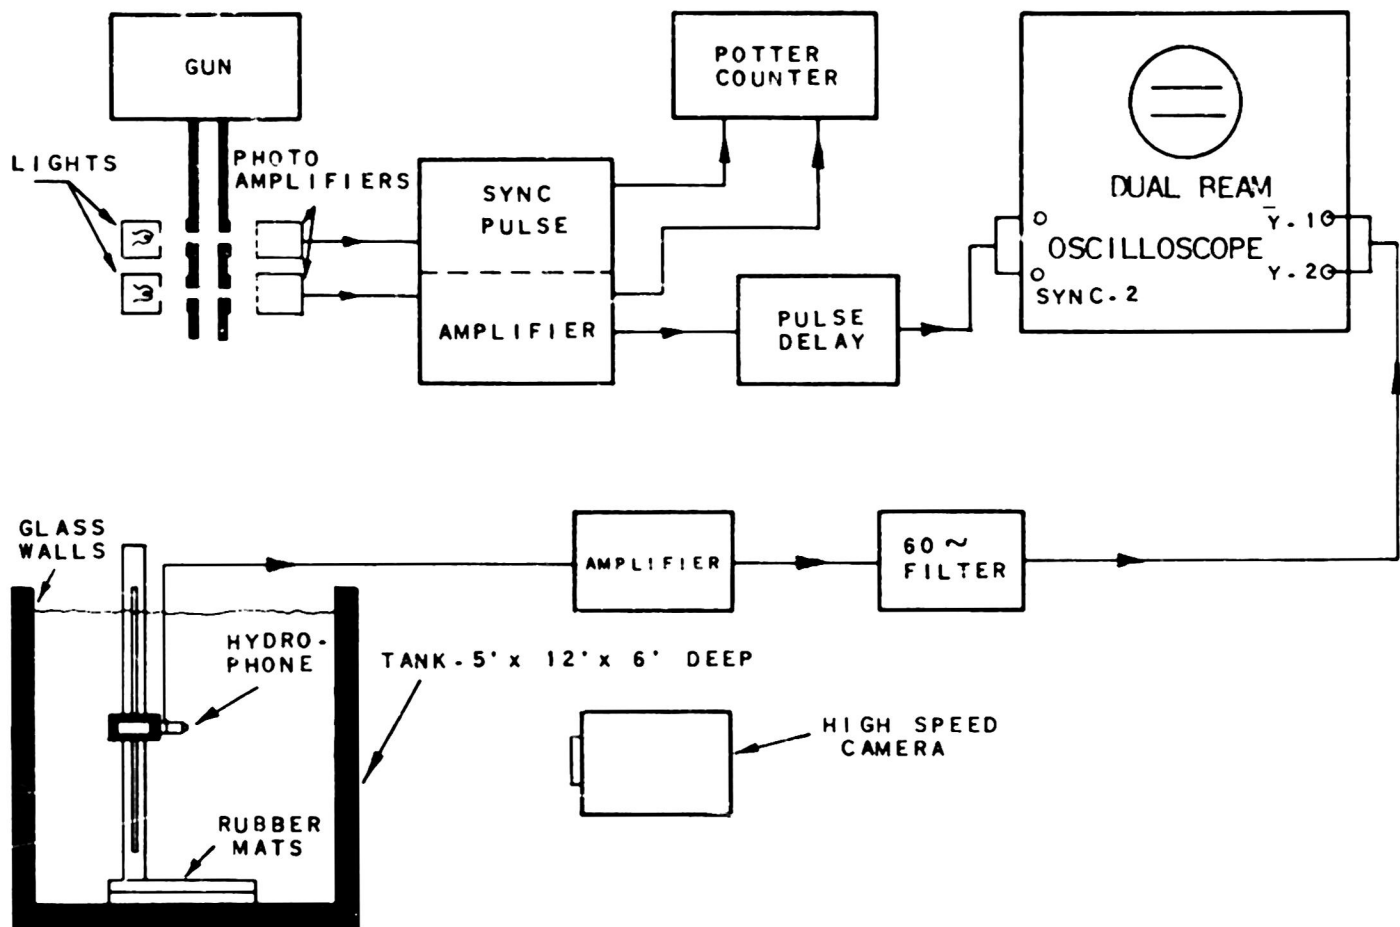 GUN
POTTER
COUNTER
LIGHTS
PHOTO
AMPLIFIERS
SYNC
PULSE
AMPLIFIER
PULSE
DELAY
DUAL BEAM
OSCILLOSCOPE
Y.1
Y.2
SYNC.2
GLASS
WALLS
AMPLIFIER
60~
FILTER
HYDRO-
PHONE
TANK-5'x 12'x 6' DEEP
HIGH SPEED
CAMERA
RUBBER
MATS